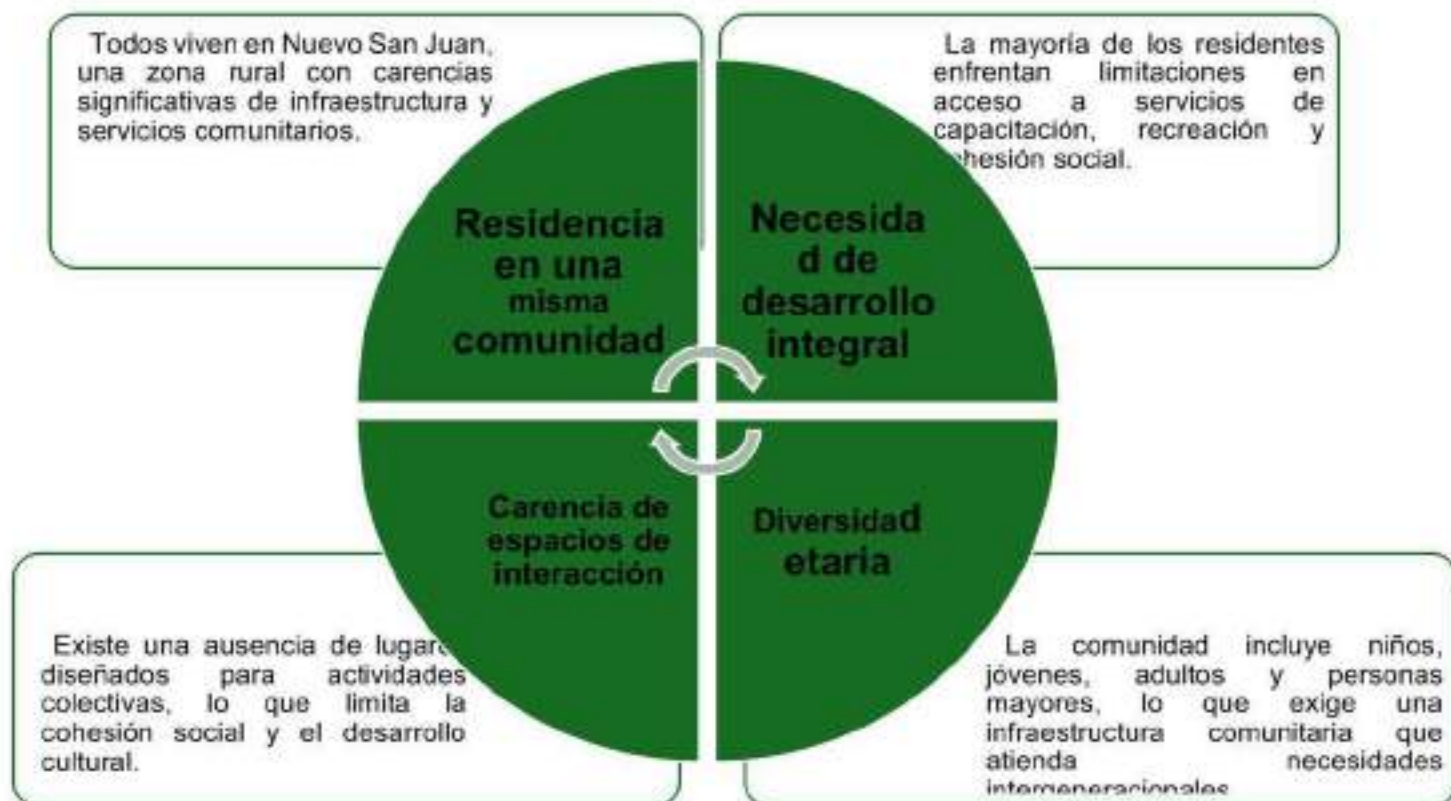 Todos viven en Nuevo San Juan,
una zona rural con carencias
significativas de infraestructura y
servicios comunitarios.
La mayoría de los residentes
enfrentan limitaciones en
acceso a servicios de
capacitación, recreación y
ohesión social.
Residencia
en una
misma
comunidad
Necesida
d de
desarrollo
integral
Carencia de
espacios de
interacción
Diversidad
etaria
Existe una ausencia de lugare
diseñados para actividades
colectivas, lo que limita la
cohesión social y el desarrollo
cultural.
La comunidad incluye niños,
jóvenes, adultos y personas
mayores, lo que exige una
infraestructura comunitaria que
atienda necesidades
intergeneracionales